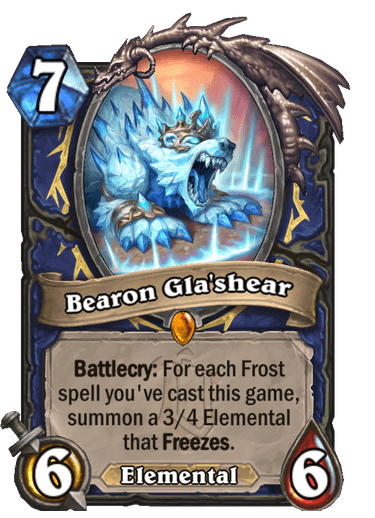 7
Bearon Gla'shear
Battlecry: For each Frost
spell you've cast this game,
summon a 3/4 Elemental
that Freezes.
6
Elemental
6